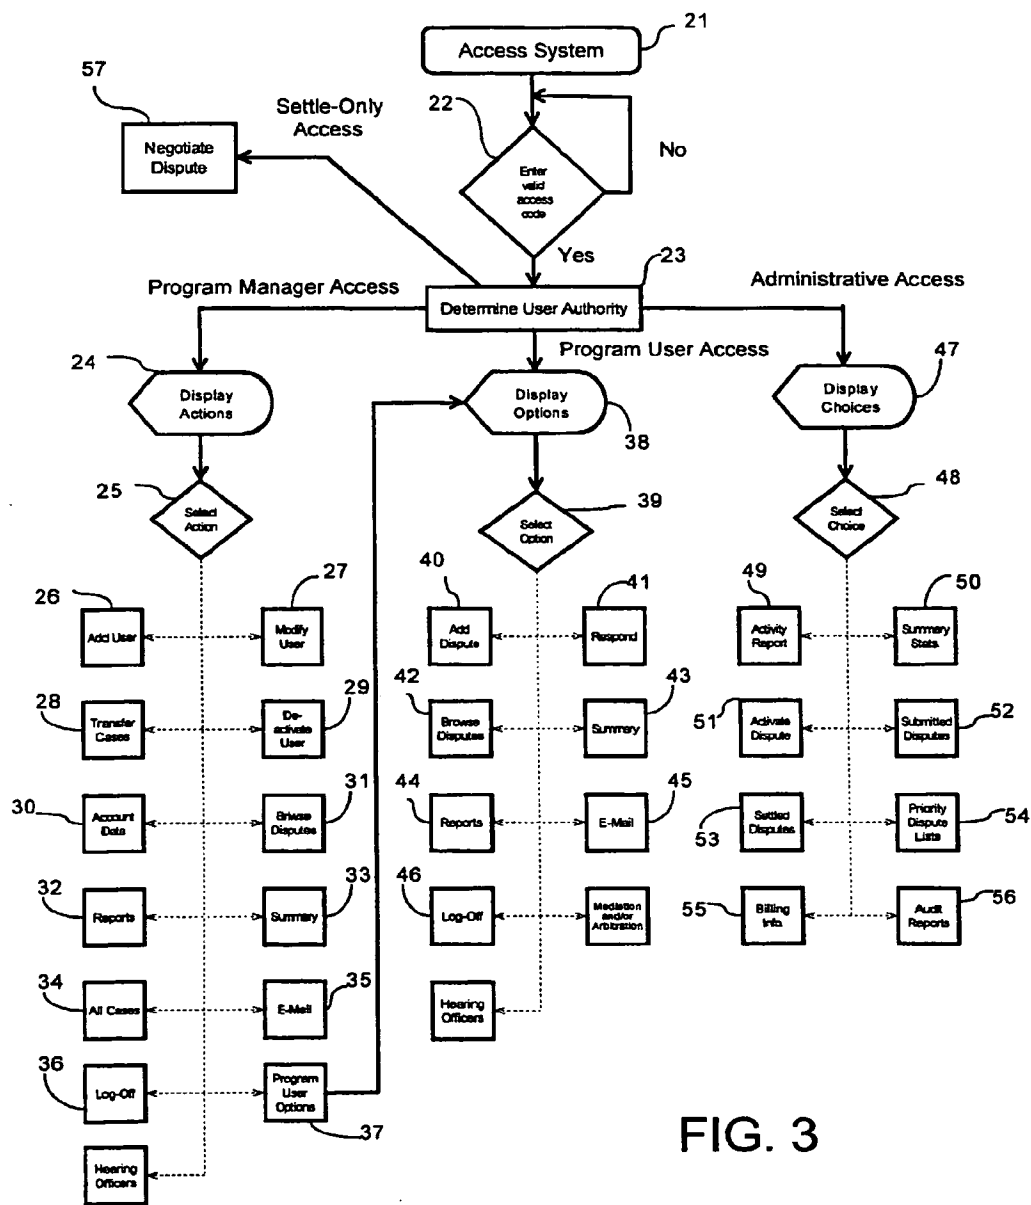 21
Access System
57
Settle-Only
Access
22
Negotiate
Dispute
No
Enter
valid
access
code
Yes
23
Program Manager Access
Administrative Access
Determine User Authority
Program User Access
24
47
Display
Actions
Display
Options
Display
Choices
38
25
39
48
Select
Action
Select
Option
Select
Choice
26
27
40
41
49
50
Add User
Modify
User
Add
Dispute
Respond
Activity
Report
Summary
Stats.
28
29
42
43
51
52
Transfer
Cases
De-
activate
User
Browse
Disputes
Summary
Activate
Dispute
Submitted
Disputes
30
31
44
45
53
54
Account
Data
Browse
Disputes
Reports
E-Mail
Settled
Disputes
Priority
Dispute
Lists
32
33
46
55
56
Reports
Summary
Log-Off
Mediation
and/or
Arbitration
Billing
Info.
Audit
Reports
34
35
All Cases
E-Mail
Hearing
Officers
36
Log-Off
Program
User
Options
37
FIG. 3
Hearing
Officers